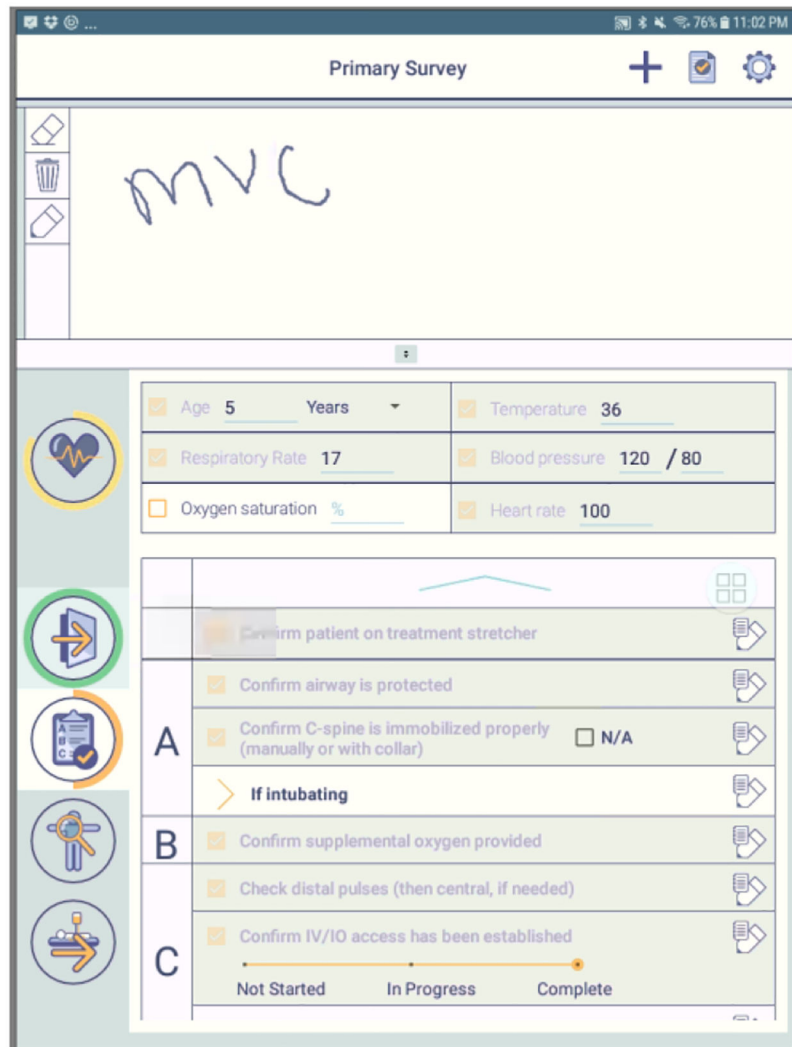 ... 76% 11:02 PM
Primary Survey
mvc
Age 5 Years Temperature 36
Respiratory Rate 17 Blood pressure 120 / 80
Oxygen saturation % Heart rate 100
Confirm patient on treatment stretcher
A
Confirm airway is protected
Confirm C-spine is immobilized properly N/A
(manually or with collar)
If intubating
B
Confirm supplemental oxygen provided
C
Check distal pulses (then central, if needed)
Confirm IV/IO access has been established
Not Started In Progress Complete